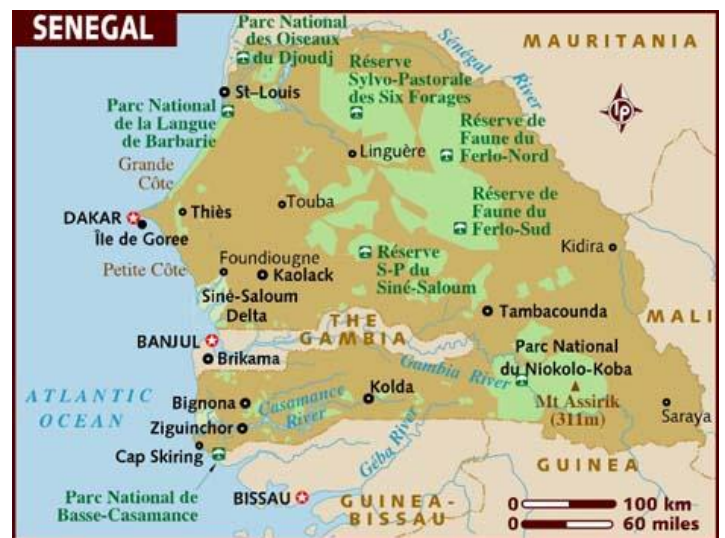 SENEGAL
Parc National
des Oiseaux
du Djoudj
MAURITANIA
Sénégal River
Réserve
Sylvo-Pastorale
des Six Forages
St-Louis
Parc National
de la Langue
de Barbarie
Réserve de
Faune du
Ferlo-Nord
lp
Linguère
Grande
Côte
Touba
Réserve de
Faune du
Ferlo-Sud
DAKAR
Thiès
Île de Goree
Kidira
Foundiougne
Petite Côte
Kaolack
Réserve
S-P du
Siné-Saloum
Siné-Saloum
Delta
Tambacounda
MALI
THE
GAMBIA
BANJUL
Brikama
Parc National
du Niokolo-Koba
Gambia River
ATLANTIC
OCEAN
Kolda
Bignona
Casamance
River
Mt Assirik
(311m)
Saraya
Ziguinchor
Cap Skiring
Géba River
GUINEA
Parc National de
Basse-Casamance
BISSAU
GUINEA-
BISSAU
0 100 km
0 60 miles